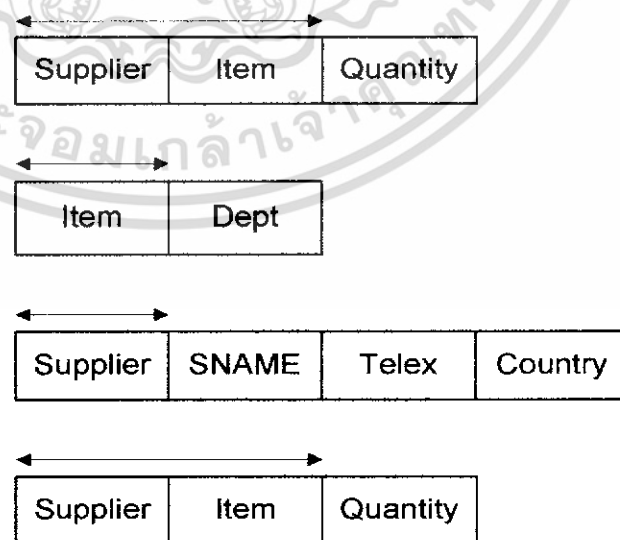 Supplier Item Quantity
Item Dept
Supplier SNAME Telex Country
Supplier Item Quantity